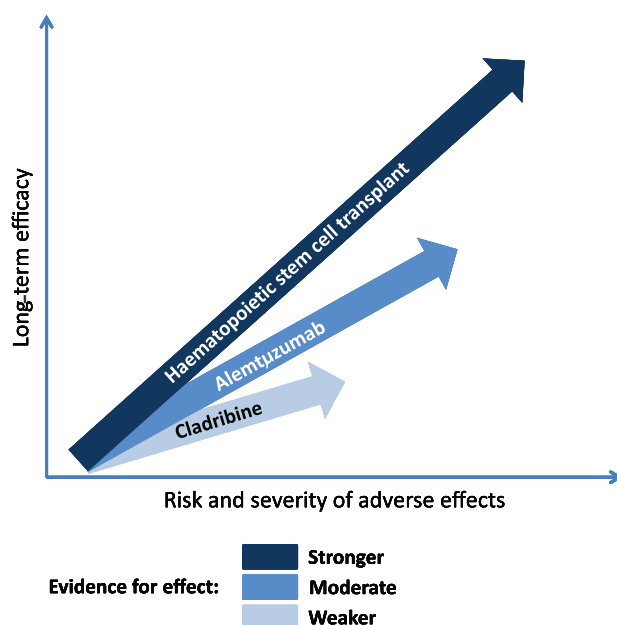 Long-term efficacy
Haematopoietic stem cell transplant
Alemtμzumab
Cladribine
Risk and severity of adverse effects
Evidence for effect:
Stronger
Moderate
Weaker